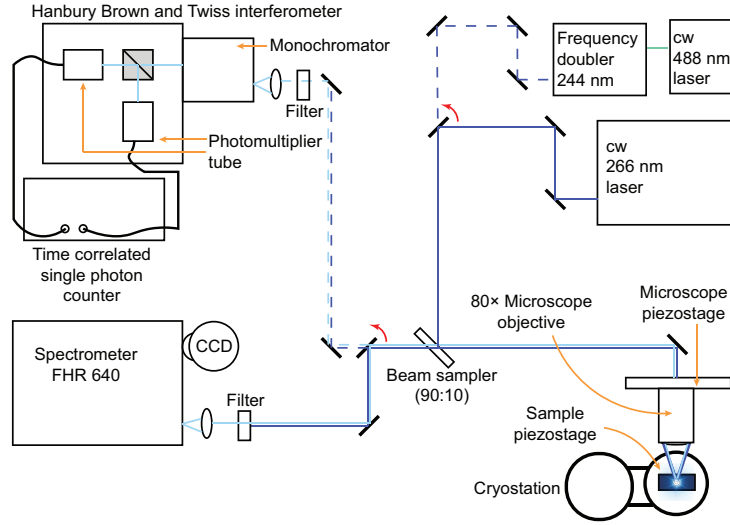 Hanbury Brown and Twiss interferometer
Monochromator
Filter
Photomultiplier
tube
Time correlated
single photon
counter
Frequency
doubler
244 nm
cw
488 nm
laser
cw
266 nm
laser
Spectrometer
FHR 640
CCD
Filter
Beam sampler
(90:10)
80× Microscope
objective
Microscope
piezostage
Sample
piezostage
Cryostation